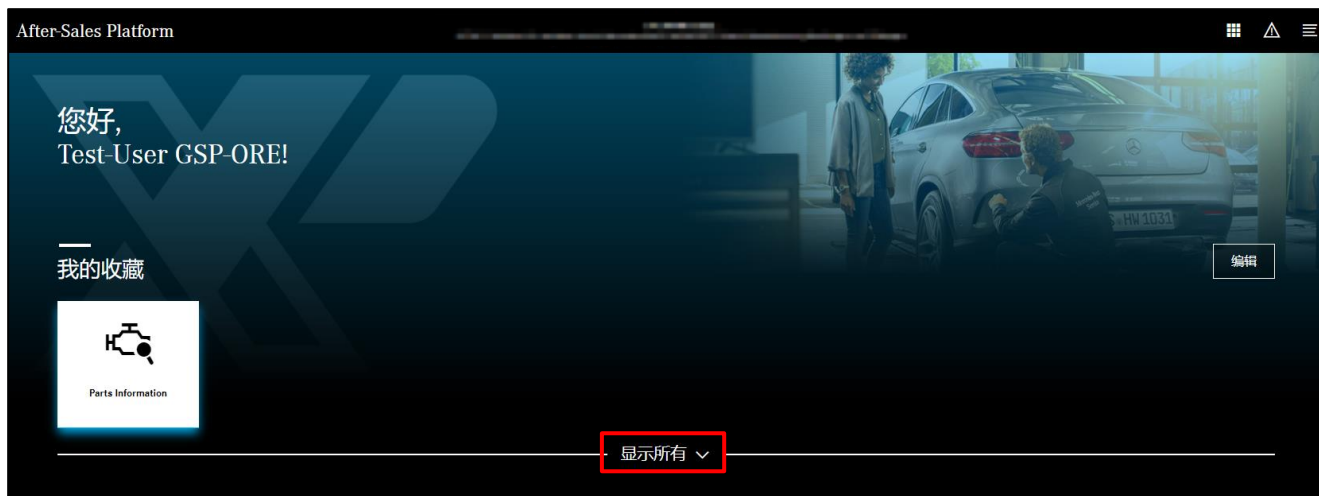 After-Sales Platform
您好,
Test-User GSP-ORE!
我的收藏
编辑
Parts Information
显示所有